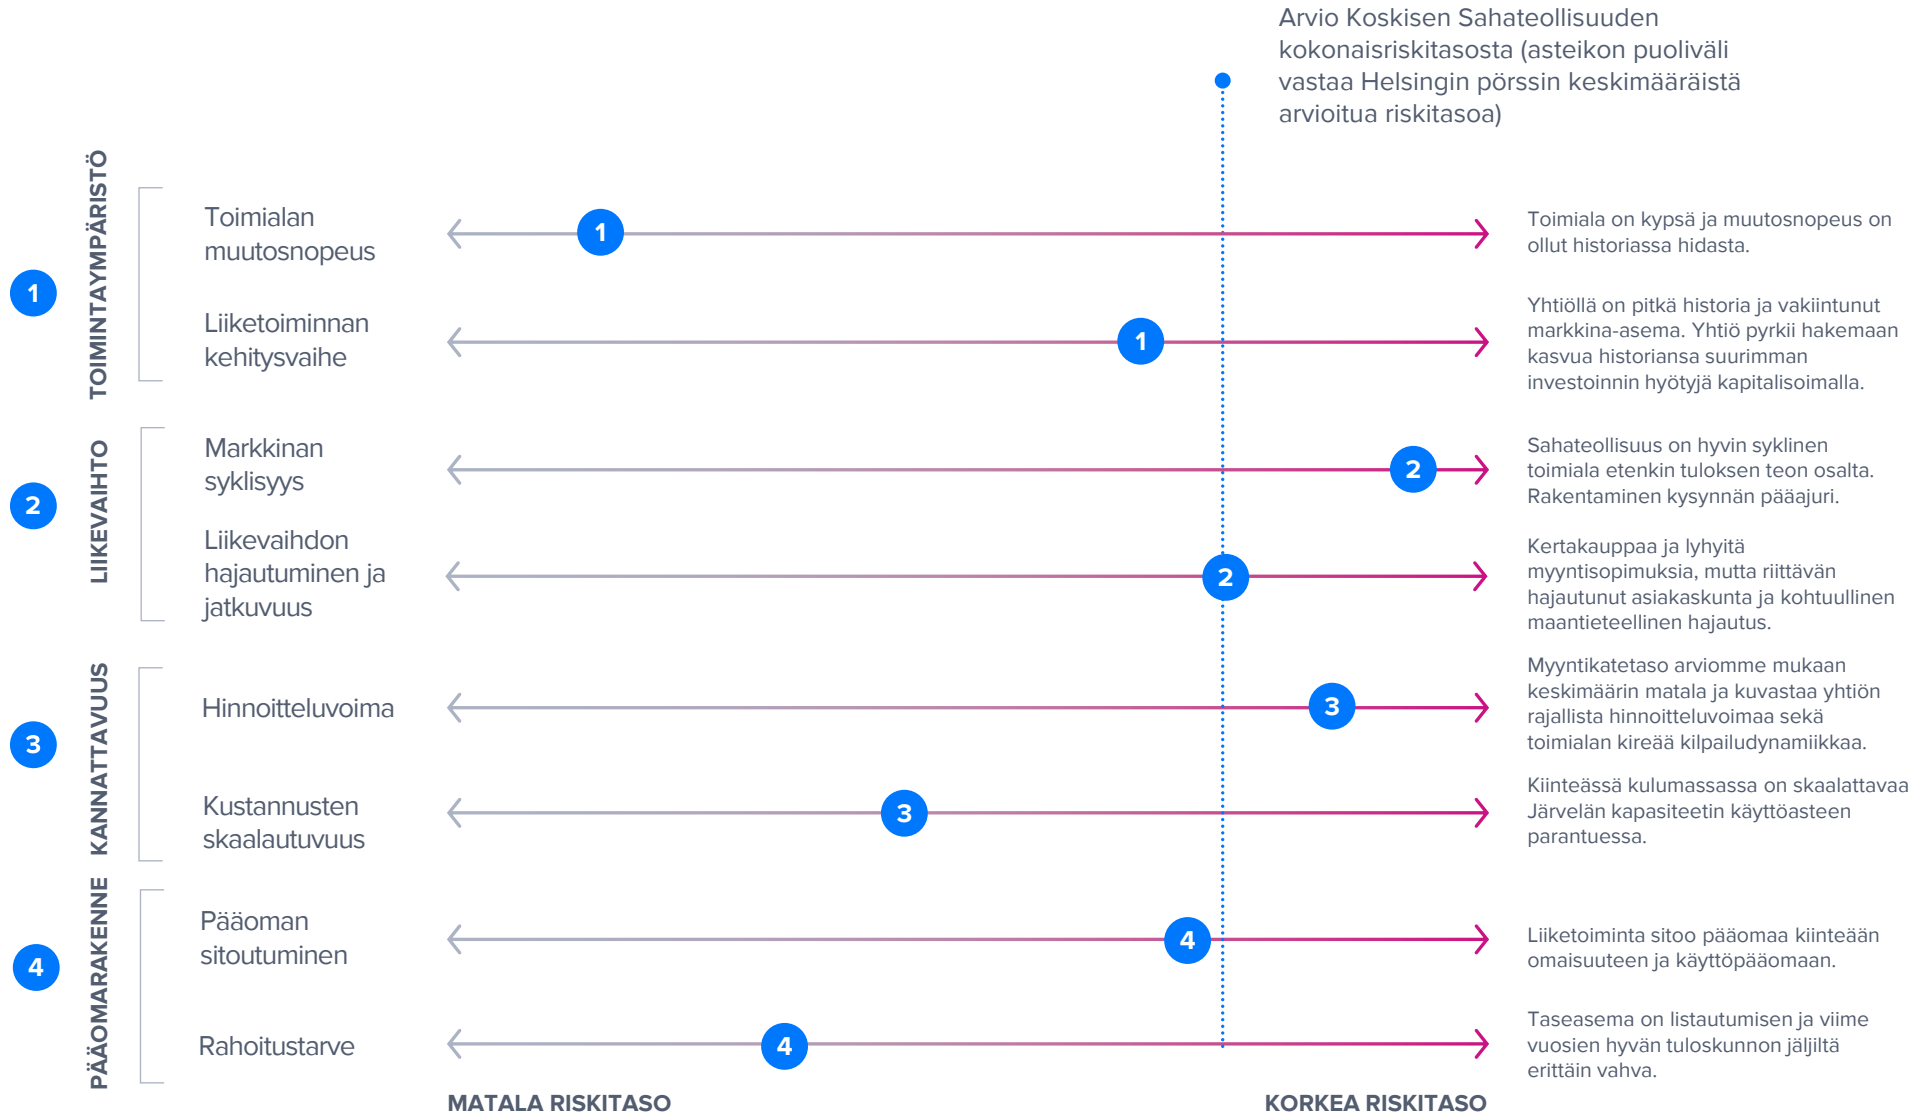 Arvio Koskisen Sahateollisuuden
kokonaisriskitasosta (asteikon puoliväli
vastaa Helsingin pörssin keskimääräistä
arvioitua riskitasoa)
1
TOIMINTAYMPÄRISTÖ
Toimialan
muutosnopeus
1
Toimiala on kypsä ja muutosnopeus on
ollut historiassa hidasta.
Liiketoiminnan
kehitysvaihe
1
Yhtiöllä on pitkä historia ja vakiintunut
markkina-asema. Yhtiö pyrkii hakemaan
kasvua historiansa suurimman
investoinnin hyötyjä kapitalisoimalla.
2
LIIKEVAIHTO
Markkinan
syklisyys
2
Sahateollisuus on hyvin syklinen
toimiala etenkin tuloksen teon osalta.
Rakentaminen kysynnän pääajuri.
Liikevaihdon
hajautuminen ja
jatkuvuus
2
Kertakauppaa ja lyhyitä
myyntisopimuksia, mutta riittävän
hajautunut asiakaskunta ja kohtuullinen
maantieteellinen hajautus.
3
KANNATTAVUUS
Hinnoitteluvoima
3
Myyntikatetaso arviomme mukaan
keskimäärin matala ja kuvastaa yhtiön
rajallista hinnoitteluvoimaa sekä
toimialan kireää kilpailudynamiikkaa.
Kustannusten
skaalautuvuus
3
Kiinteässä kulumassassa on skaalattavaa
Järvelän kapasiteetin käyttöasteen
parantuessa.
4
PÄÄOMARAKENNE
Pääoman
sitoutuminen
4
Liiketoiminta sitoo pääomaa kiinteään
omaisuuteen ja käyttöpääomaan.
Rahoitustarve
4
Taseasema on listautumisen ja viime
vuosien hyvän tuloskunnon jäljiltä
erittäin vahva.
MATALA RISKITASO
KORKEA RISKITASO